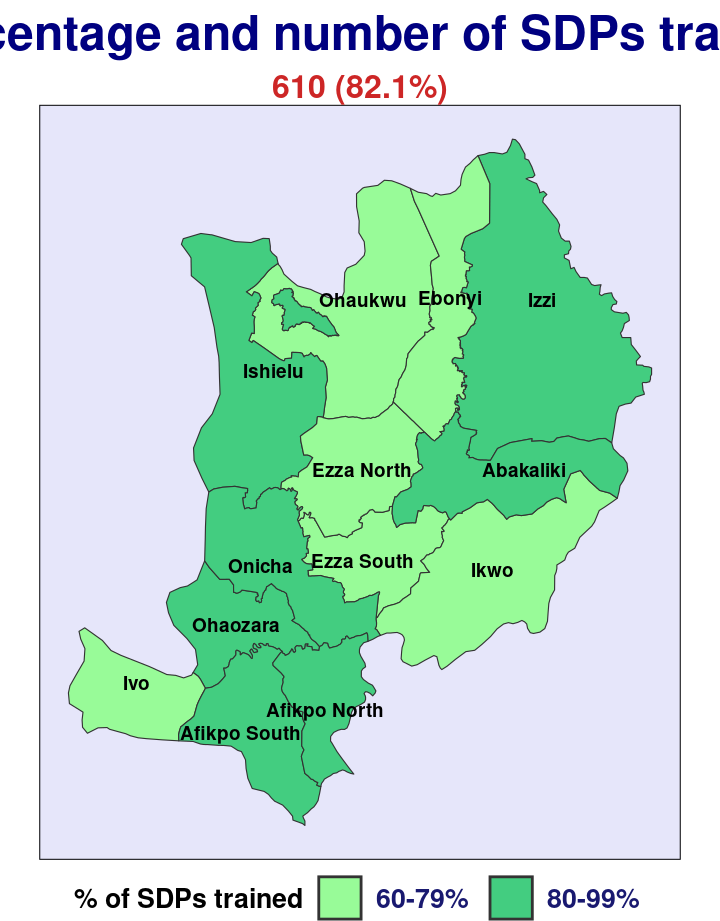 centage and number of SDPs tra
610 (82.1%)
Ohaukwu
Ebonyi
Izzi
Ishielu
Ezza North
Abakaliki
Onicha
Ezza South
Ikwo
Ohaozara
Ivo
Afikpo North
Afikpo South
% of SDPs trained 60-79% 80-99%